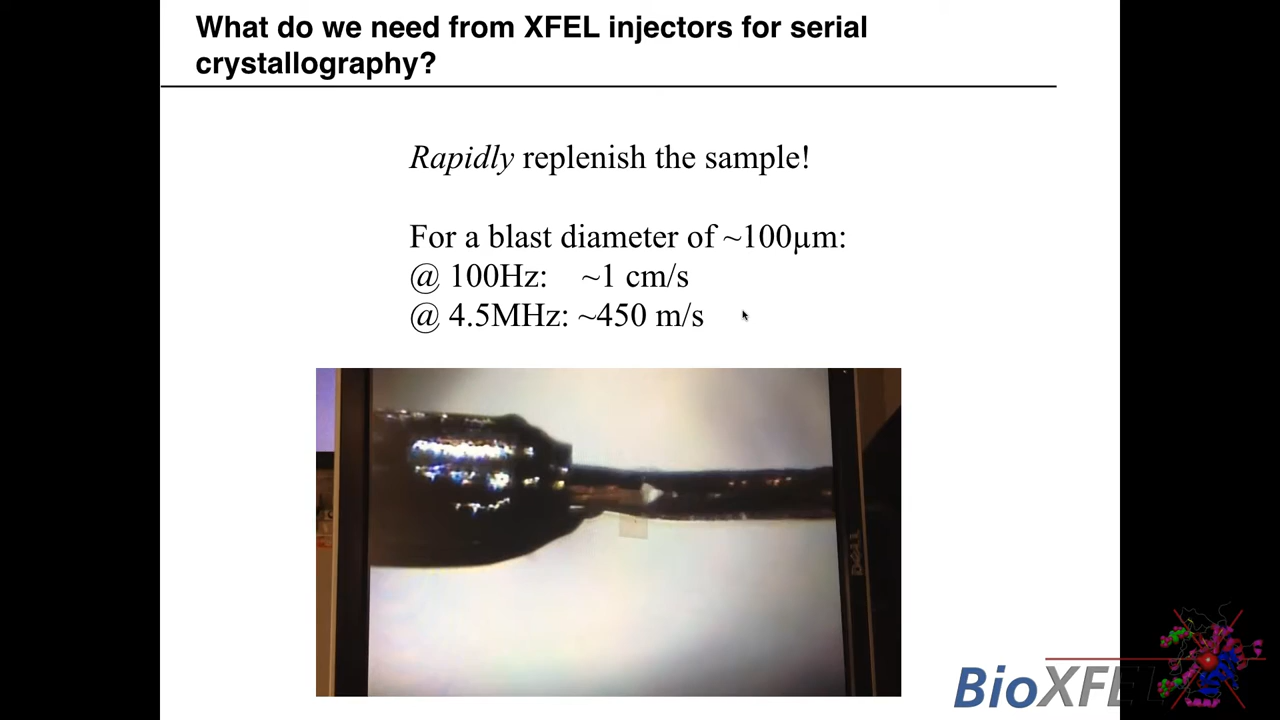 What do we need from XFEL injectors for serial
crystallography?
Rapidly replenish the sample!
For a blast diameter of ~100µm:
@ 100Hz: ~1 cm/s
@ 4.5MHz: ~450 m/s
DELL
BioXFEL